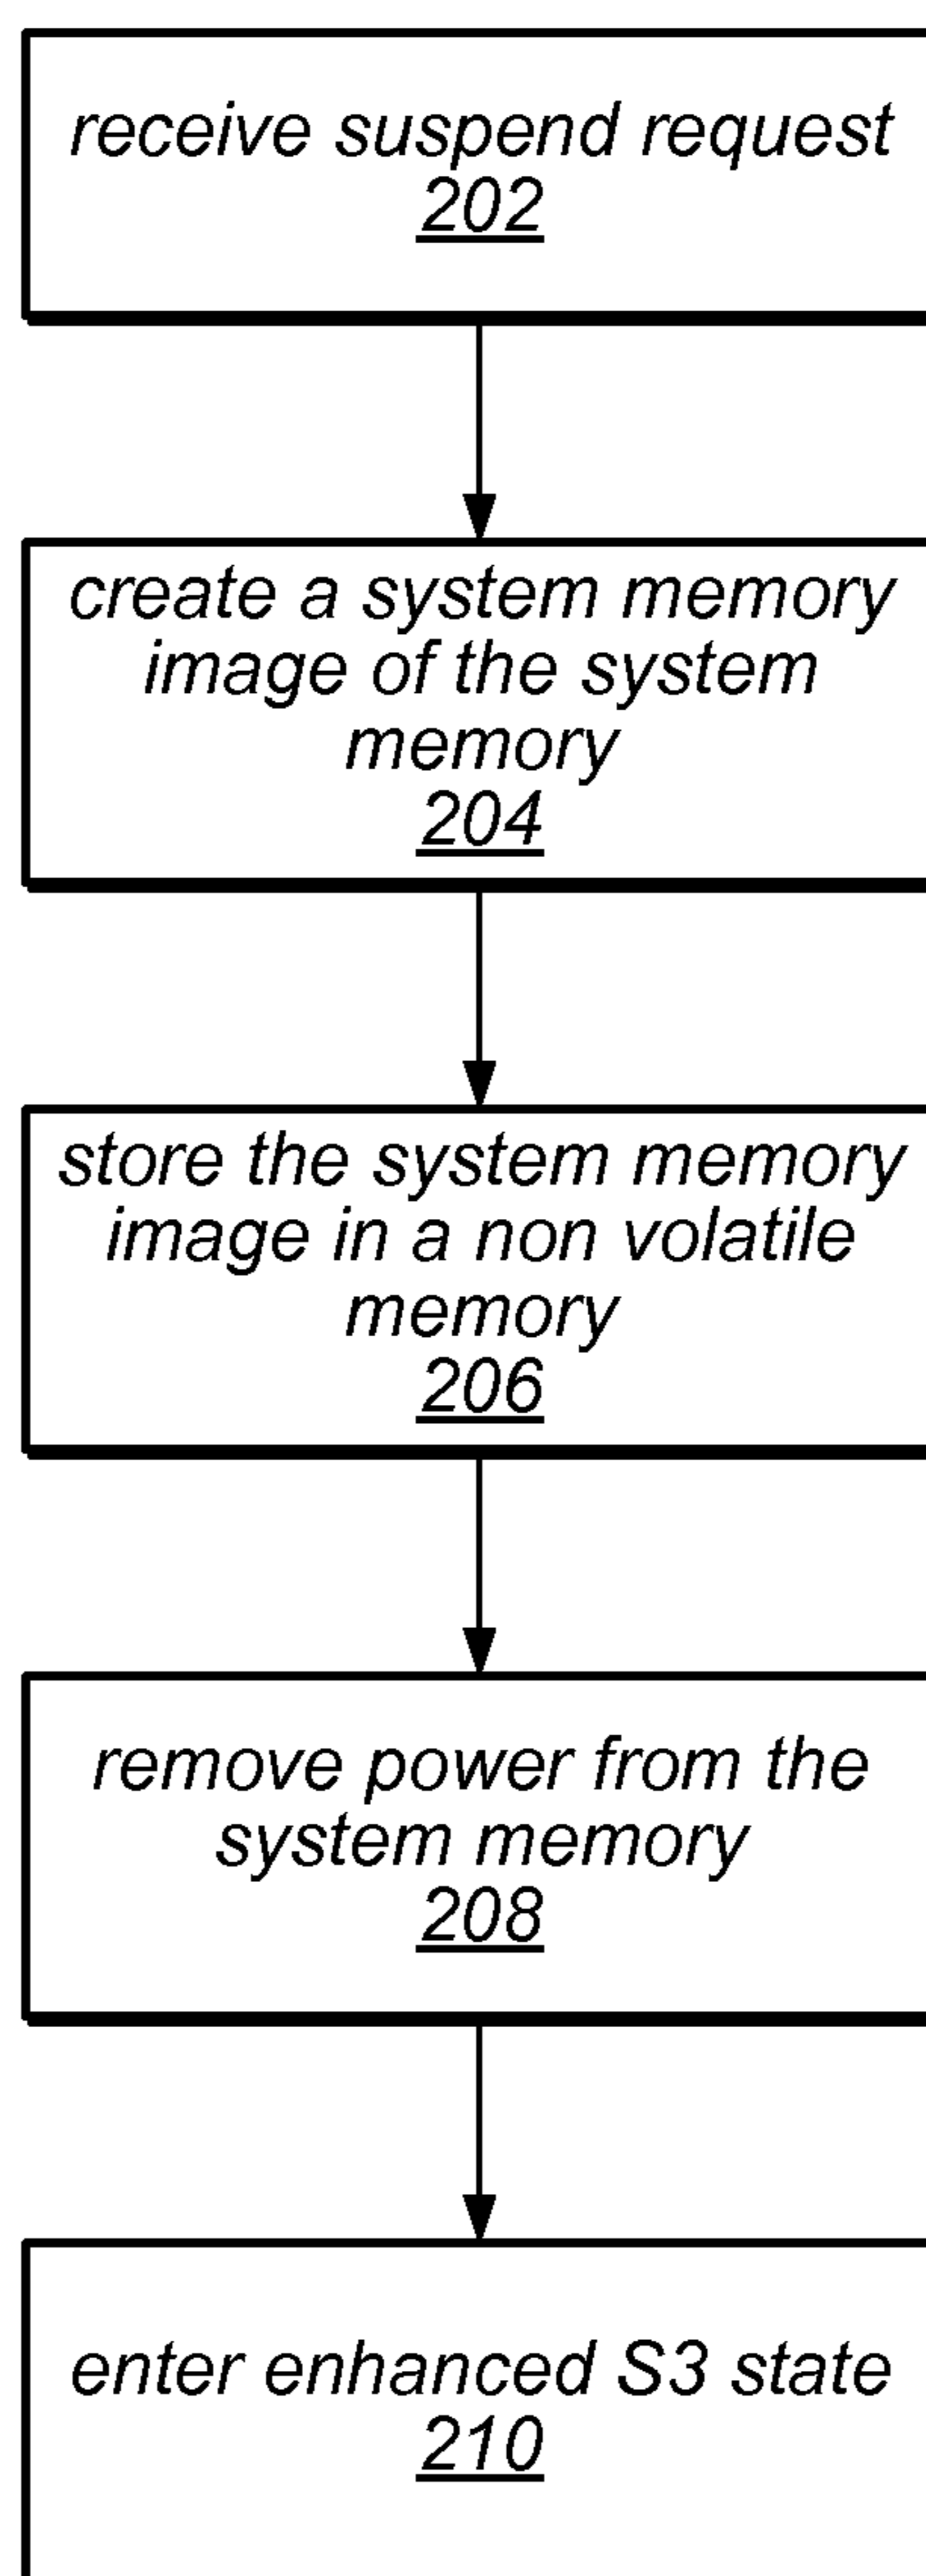 receive suspend request
202
create a system memory
image of the system
memory
204
store the system memory
image in a non volatile
memory
206
remove power from the
system memory
208
enter enhanced S3 state
210